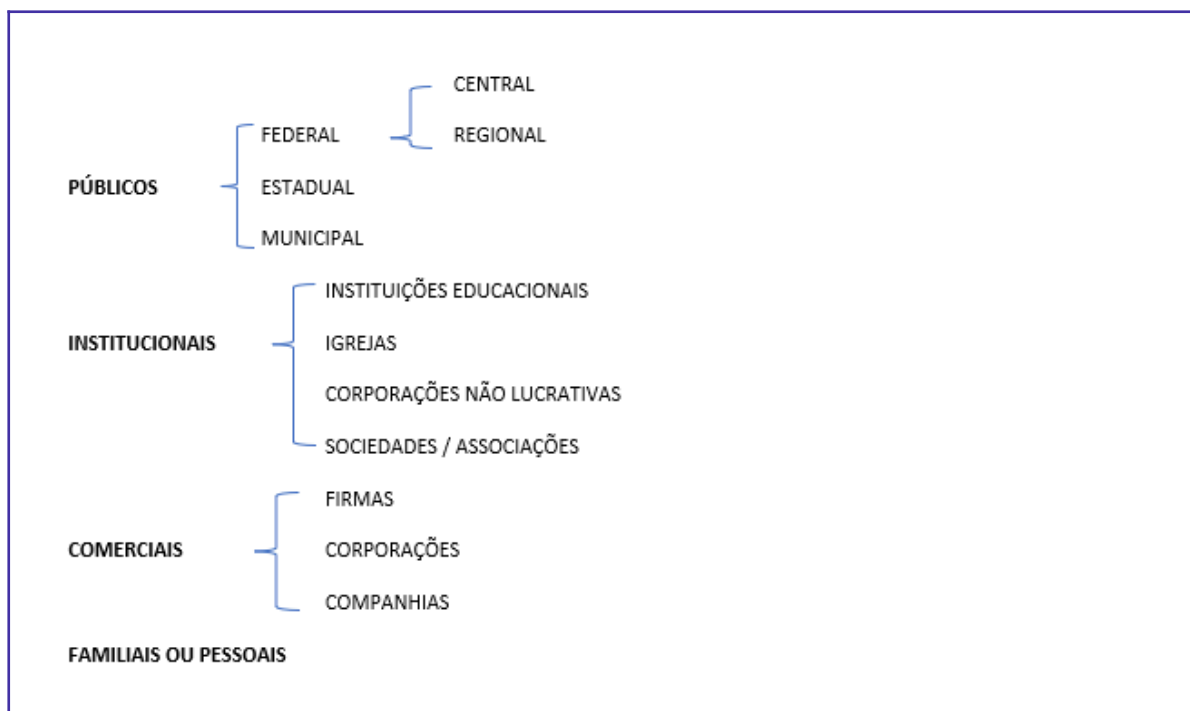 CENTRAL
FEDERAL REGIONAL
PÚBLICOS ESTADUAL
MUNICIPAL
INSTITUIÇÕES EDUCACIONAIS
INSTITUCIONAIS IGREJAS
CORPORAÇÕES NÃO LUCRATIVAS
SOCIEDADES / ASSOCIAÇÕES
FIRMAS
COMERCIAIS CORPORAÇÕES
COMPANHIAS
FAMILIAIS OU PESSOAIS